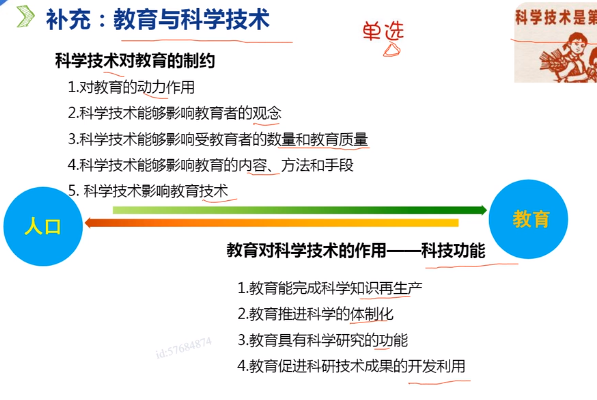 补充：教育与科学技术
单选
科学技术是第
科学技术对教育的制约
1.对教育的动力作用
2.科学技术能够影响教育者的观念
3.科学技术能够影响受教育者的数量和教育质量
4.科学技术能够影响教育的内容、方法和手段
5. 科学技术影响教育技术
人口
教育
教育对科学技术的作用——科技功能
1.教育能完成科学知识再生产
2.教育推进科学的体制化
3.教育具有科学研究的功能
4.教育促进科研技术成果的开发利用
id:57684874